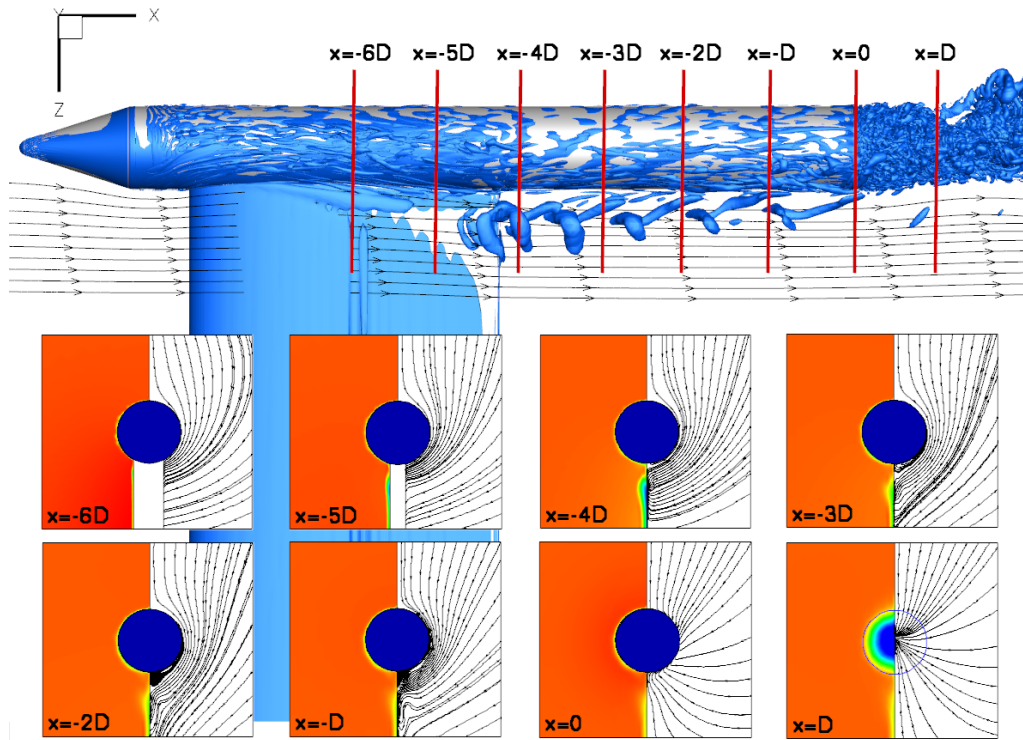 Y X
Z
x=-6D x=-5D x=-4D x=-3D x=-2D x=-D x=0 x=D
x=-6D x=-5D x=-4D x=-3D
x=-2D x=-D x=0 x=D